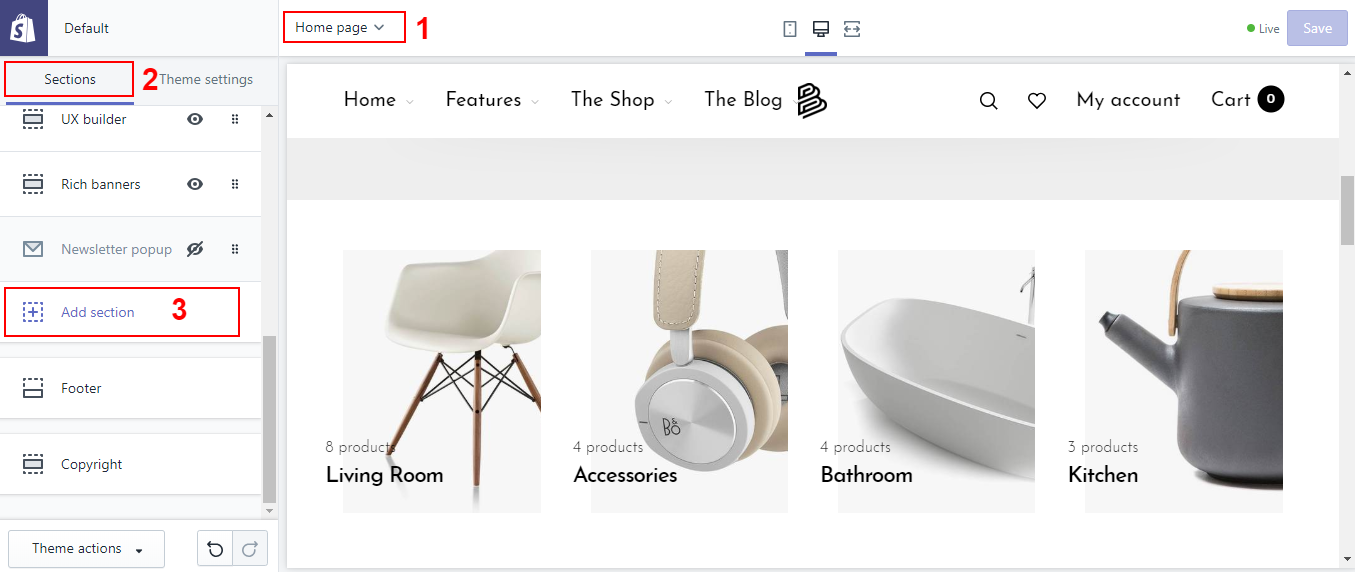 Default
Home page
1
Live
Save
Sections
2
Theme settings
UX builder
Rich banners
Newsletter popup
Add section
3
Footer
Copyright
Theme actions
Home
Features
The Shop
The Blog
My account
Cart
0
B&O
8 products
Living Room
4 products
Accessories
4 products
Bathroom
3 products
Kitchen